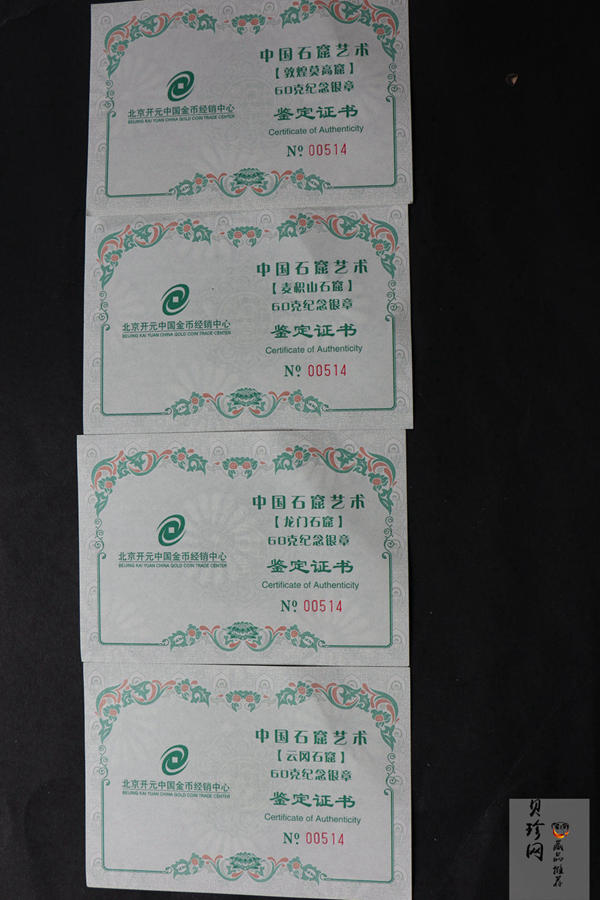 中国石窟艺术
【敦煌莫高窟】
60克纪念银章
鉴定证书
Certificate of Authenticity
№ 00514
北京开元中国金币经销中心
BEIJING KAI YUAN CHINA GOLD COIN TRADE CENTER
中国石窟艺术
【麦积山石窟】
60克纪念银章
鉴定证书
Certificate of Authenticity
№ 00514
北京开元中国金币经销中心
BEIJING KAI YUAN CHINA GOLD COIN TRADE CENTER
中国石窟艺术
【龙门石窟】
60克纪念银章
鉴定证书
Certificate of Authenticity
№ 00514
北京开元中国金币经销中心
BEIJING KAI YUAN CHINA GOLD COIN TRADE CENTER
中国石窟艺术
【云冈石窟】
60克纪念银章
鉴定证书
Certificate of Authenticity
№ 00514
北京开元中国金币经销中心
BEIJING KAI YUAN CHINA GOLD COIN TRADE CENTER
贝珍网
藏品推荐